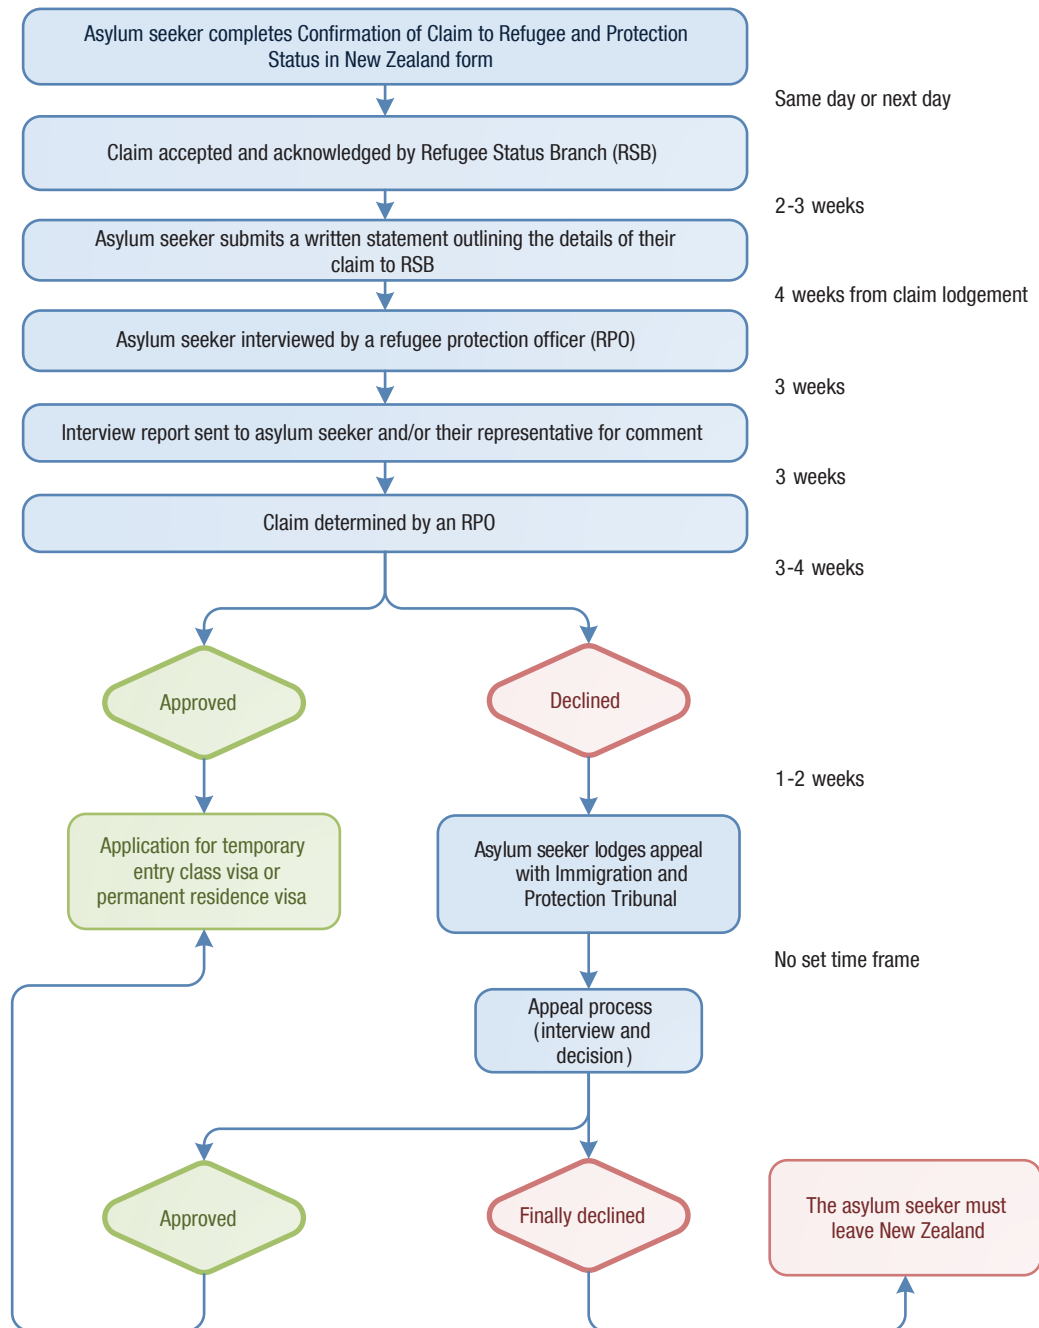 Asylum seeker completes Confirmation of Claim to Refugee and Protection
Status in New Zealand form
Same day or next day
Claim accepted and acknowledged by Refugee Status Branch (RSB)
2-3 weeks
Asylum seeker submits a written statement outlining the details of their
claim to RSB
4 weeks from claim lodgement
Asylum seeker interviewed by a refugee protection officer (RPO)
3 weeks
Interview report sent to asylum seeker and/or their representative for comment
3 weeks
Claim determined by an RPO
3-4 weeks
Approved
Declined
1-2 weeks
Application for temporary
entry class visa or
permanent residence visa
Asylum seeker lodges appeal
with Immigration and
Protection Tribunal
No set time frame
Appeal process
(interview and
decision)
Approved
Finally declined
The asylum seeker must
leave New Zealand